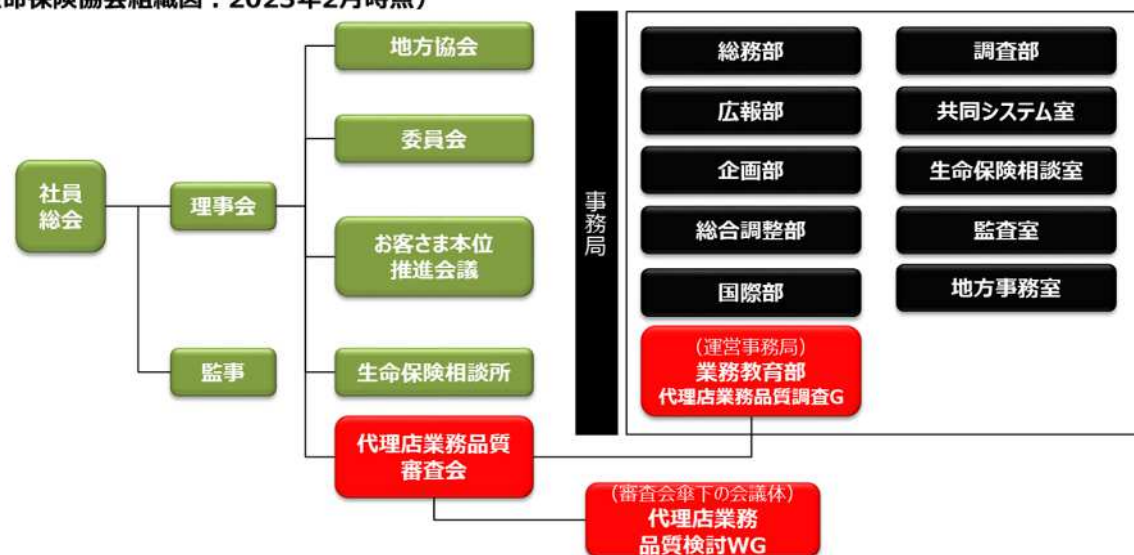 命保険協会組織図：2023年2月時点）
社員
総会
理事会
監事
地方協会
委員会
お客さま本位
推進会議
生命保険相談所
代理店業務品質
審査会
（審査会傘下の会議体）
代理店業務
品質検討WG
事務局
総務部
広報部
企画部
総合調整部
国際部
（運営事務局）
業務教育部
代理店業務品質調査G
調査部
共同システム室
生命保険相談室
監査室
地方事務室